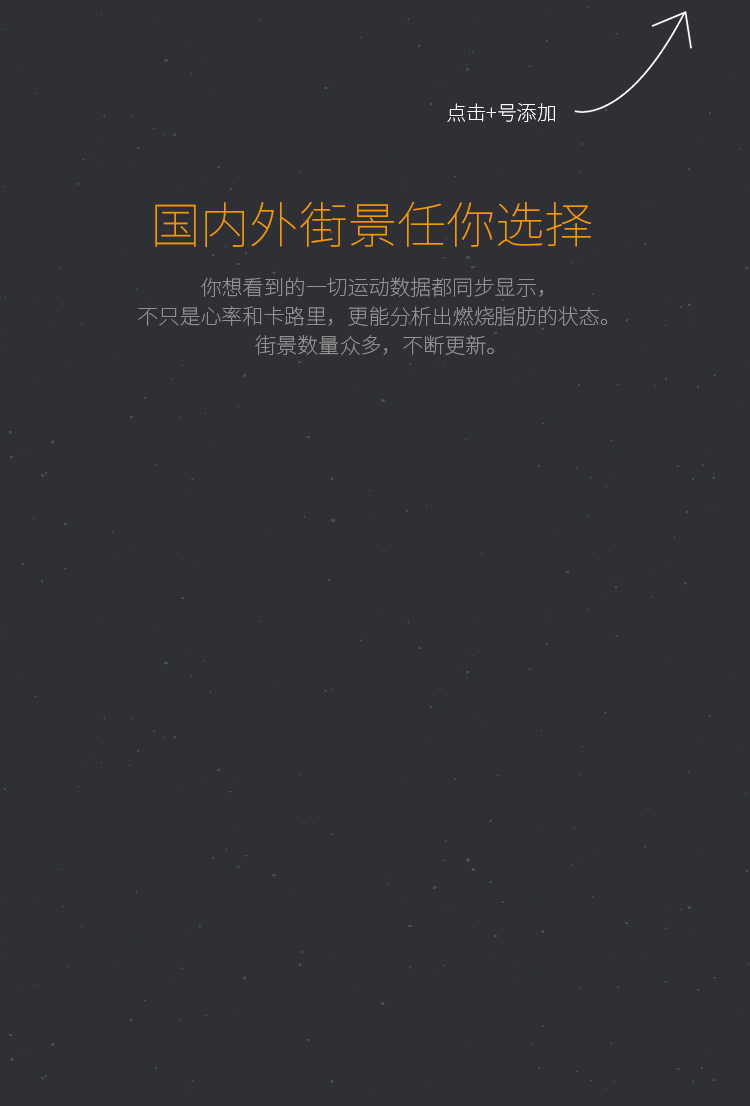 点击+号添加
国内外街景任你选择
你想看到的一切运动数据都同步显示，
不只是心率和卡路里，更能分析出燃烧脂肪的状态。
街景数量众多，不断更新。